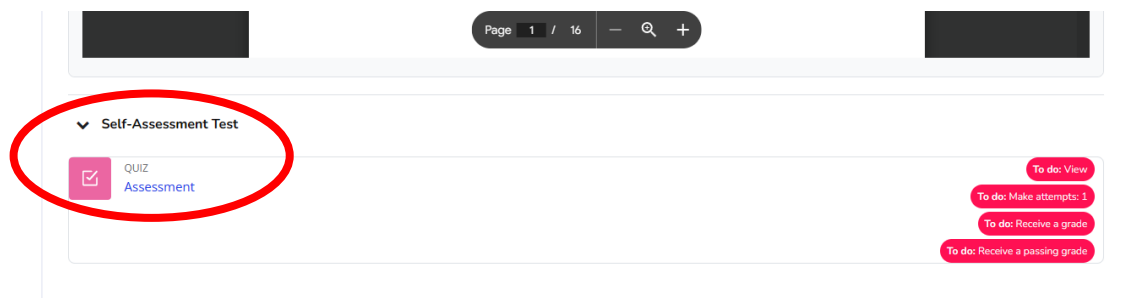 Page 1 / 16 — +
Self-Assessment Test
QUIZ
Assessment
To do: View
To do: Make attempts: 1
To do: Receive a grade
To do: Receive a passing grade